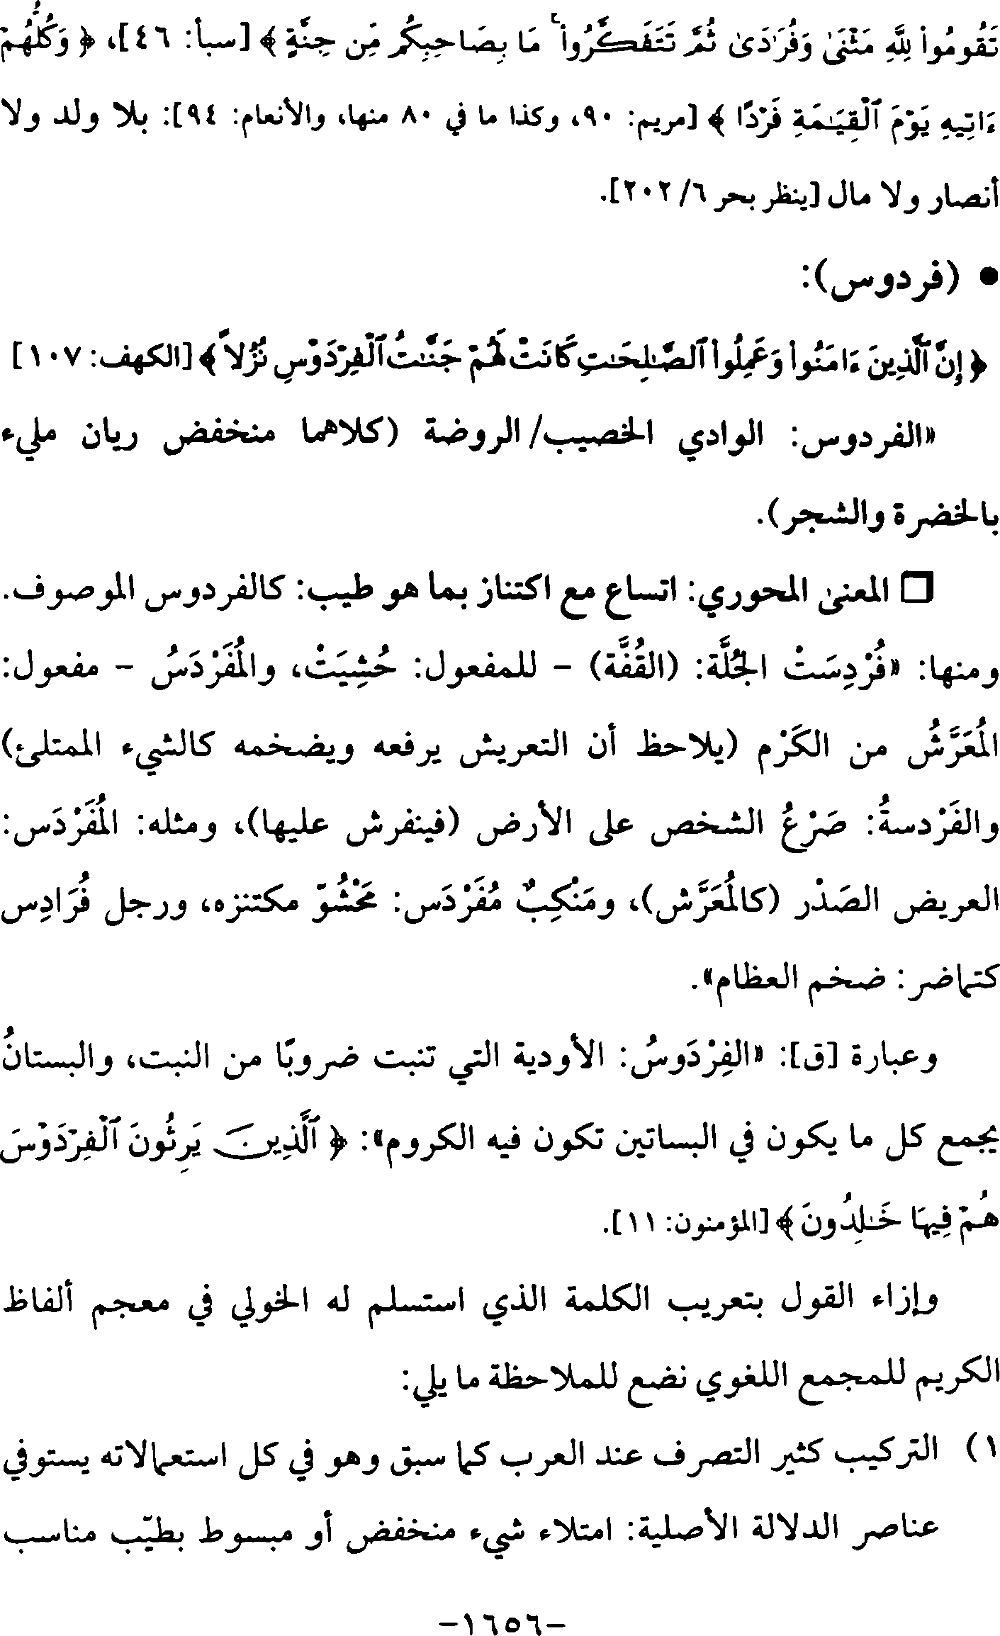 تَقُومُوا۟ لِلَّهِ مَثْنَىٰ وَفُرَٰدَىٰ ثُمَّ تَتَفَكَّرُوا۟ ۚ مَا بِصَاحِبِكُم مِّن جِنَّةٍ ﴾ [سبأ: ٤٦]، ﴿ وَكُلُّهُمْ
ءَاتِيهِ يَوْمَ ٱلْقِيَـٰمَةِ فَرْدًا ﴾ [مريم: ٩٠، وكذا ما في ٨٠ منها، والأنعام: ٩٤]: بلا ولد ولا
أنصار ولا مال [ينظر بحر ٦/ ٢٠٢].
● (فردوس):
﴿ إِنَّ ٱلَّذِينَ ءَامَنُوا۟ وَعَمِلُوا۟ ٱلصَّـٰلِحَـٰتِ كَانَتْ لَهُمْ جَنَّـٰتُ ٱلْفِرْدَوْسِ نُزُلاً ﴾ [الكهف: ١٠٧]
«الفردوس: الوادي الخصيب/ الروضة (كلاهما منخفض ريان مليء
بالخضرة والشجر).
❒ المعنى المحوري: اتساع مع اكتناز بما هو طيب: كالفردوس الموصوف.
ومنها: «فُرْدِسَتْ الجُلَّة: (القُفَّة) - للمفعول: حُشِيَتْ، والمُفَرْدَسُ - مفعول:
المُعَرَّشُ من الكَرْم (يلاحظ أن التعريش يرفعه ويضخمه كالشيء الممتلئ)
والفَرْدسةُ: صَرْعُ الشخص على الأرض (فينفرش عليها)، ومثله: المُفَرْدَس:
العريض الصَدْر (كالمُعَرَّش)، ومَنْكِبٌ مُفَرْدَس: مَحْشُوّ مكتنزه، ورجل فُرَادِس
كتماضر: ضخم العظام».
وعبارة [ق]: «الفِرْدَوسُ: الأودية التي تنبت ضروبًا من النبت، والبستانُ
يجمع كل ما يكون في البساتين تكون فيه الكروم»: ﴿ ٱلَّذِينَ يَرِثُونَ ٱلْفِرْدَوْسَ
هُمْ فِيهَا خَـٰلِدُونَ ﴾ [المؤمنون: ١١].
وإزاء القول بتعريب الكلمة الذي استسلم له الخولي في معجم ألفاظ
الكريم للمجمع اللغوي نضع للملاحظة ما يلي:
١) التركيب كثير التصرف عند العرب كما سبق وهو في كل استعمالاته يستوفي
عناصر الدلالة الأصلية: امتلاء شيء منخفض أو مبسوط بطيّب مناسب
-١٦٥٦-